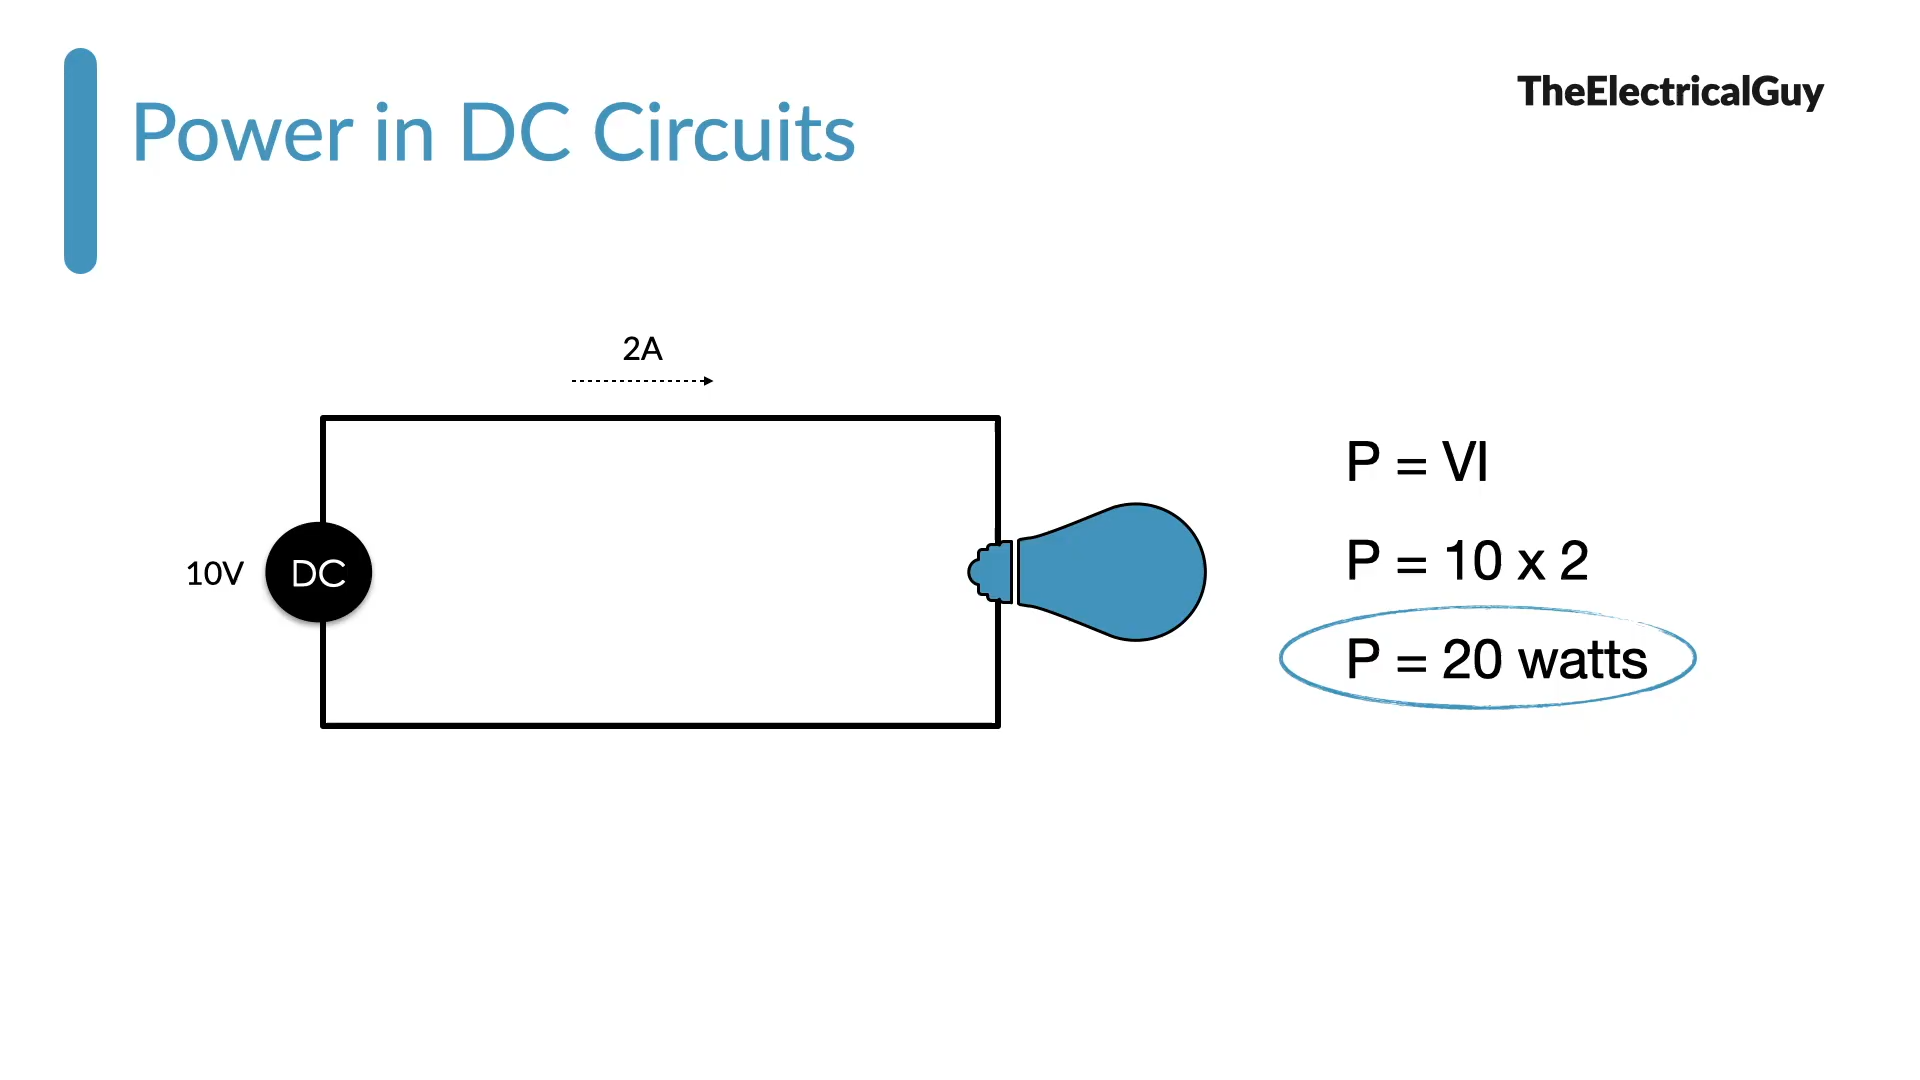 TheElectricalGuy
Power in DC Circuits
2A
10V
DC
P = VI
P = 10 x 2
P = 20 watts